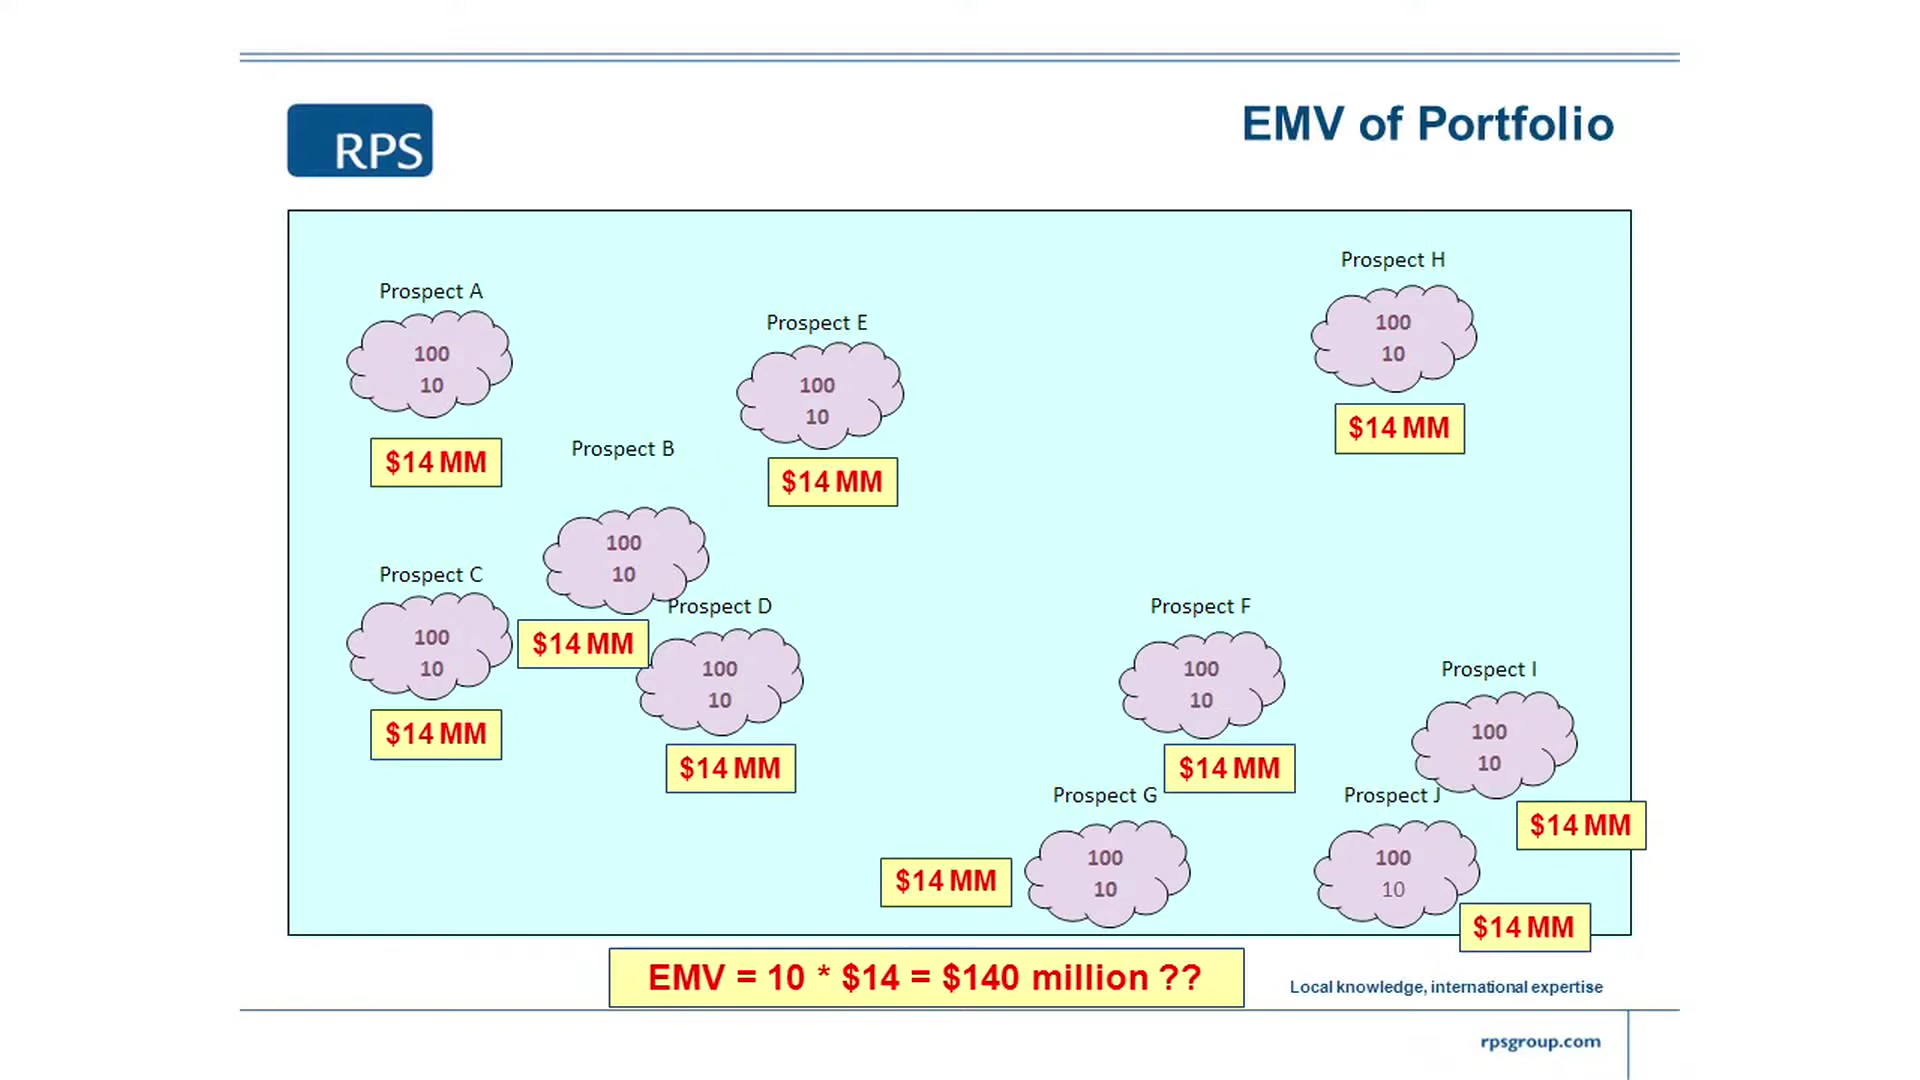 RPS
EMV of Portfolio
Prospect A
100
10
$14 MM
Prospect B
100
10
$14 MM
Prospect C
100
10
$14 MM
Prospect D
100
10
$14 MM
Prospect E
100
10
$14 MM
Prospect F
100
10
$14 MM
Prospect G
100
10
$14 MM
Prospect H
100
10
$14 MM
Prospect I
100
10
$14 MM
Prospect J
100
10
$14 MM
EMV = 10 * $14 = $140 million ??
Local knowledge, international expertise
rpsgroup.com